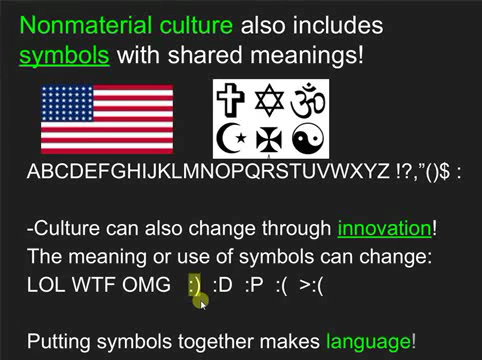 Nonmaterial culture also includes
symbols with shared meanings!
ABCDEFGHIJKLMNOPQRSTUVWXYZ !?,”()$ :
-Culture can also change through innovation!
The meaning or use of symbols can change:
LOL WTF OMG :) :D :P :( >:(
Putting symbols together makes language!